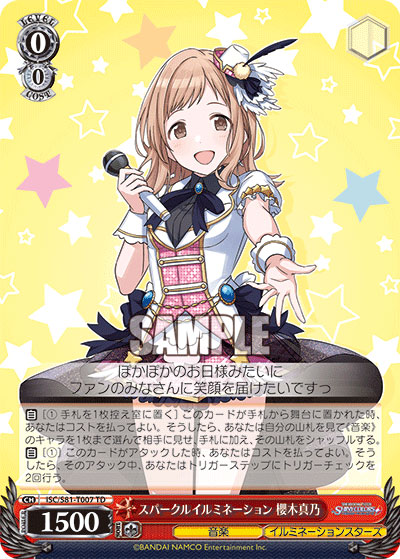 LEVEL
0
0
COST
SAMPLE
ぽかぽかのお日様みたいに
ファンのみなさんに笑顔を届けたいですっ
自 [① 手札を1枚控え室に置く] このカードが手札から舞台に置かれた時、
あなたはコストを払ってよい。そうしたら、あなたは自分の山札を見て《音楽》
のキャラを1枚まで選んで相手に見せ、手札に加え、その山札をシャッフルする。
自 [①] このカードがアタックした時、あなたはコストを払ってよい。
そうしたら、そのアタック中、あなたはトリガーステップにトリガーチェックを
2回行う。
CH ISC/S81-T007 TD
POWER 1500 スパークルイルミネーション 櫻木真乃
音楽 イルミネーションスターズ
©BANDAI NAMCO Entertainment Inc.